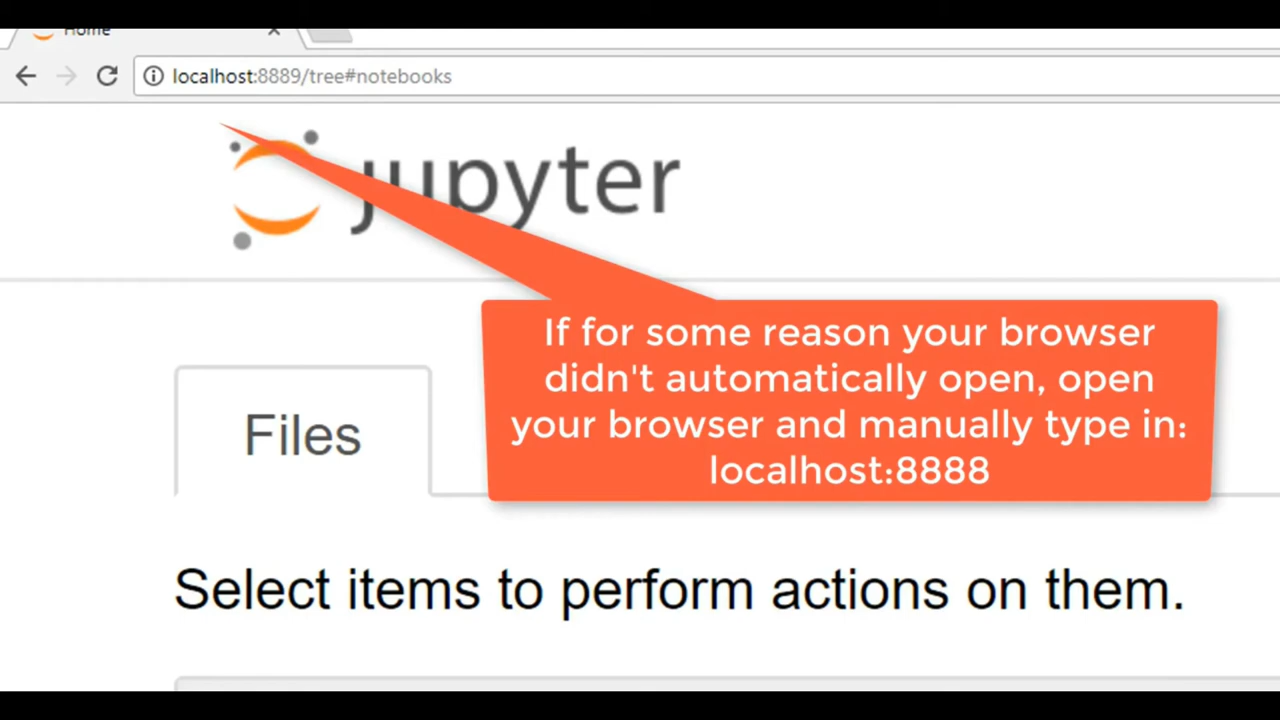 Home
localhost:8889/tree#notebooks
jupyter
If for some reason your browser
didn't automatically open, open
your browser and manually type in:
localhost:8888
Files
Select items to perform actions on them.